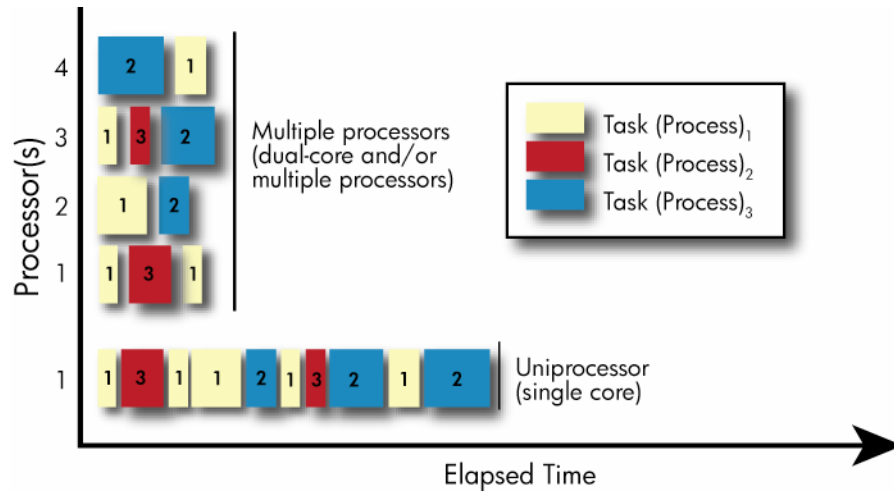 Processor(s)
4
2
1
3
1
3
2
2
1
2
1
1
3
1
1
1
3
1
1
2
1
3
2
1
2
Multiple processors
(dual-core and/or
multiple processors)
Uniprocessor
(single core)
Task (Process)₁
Task (Process)₂
Task (Process)₃
Elapsed Time